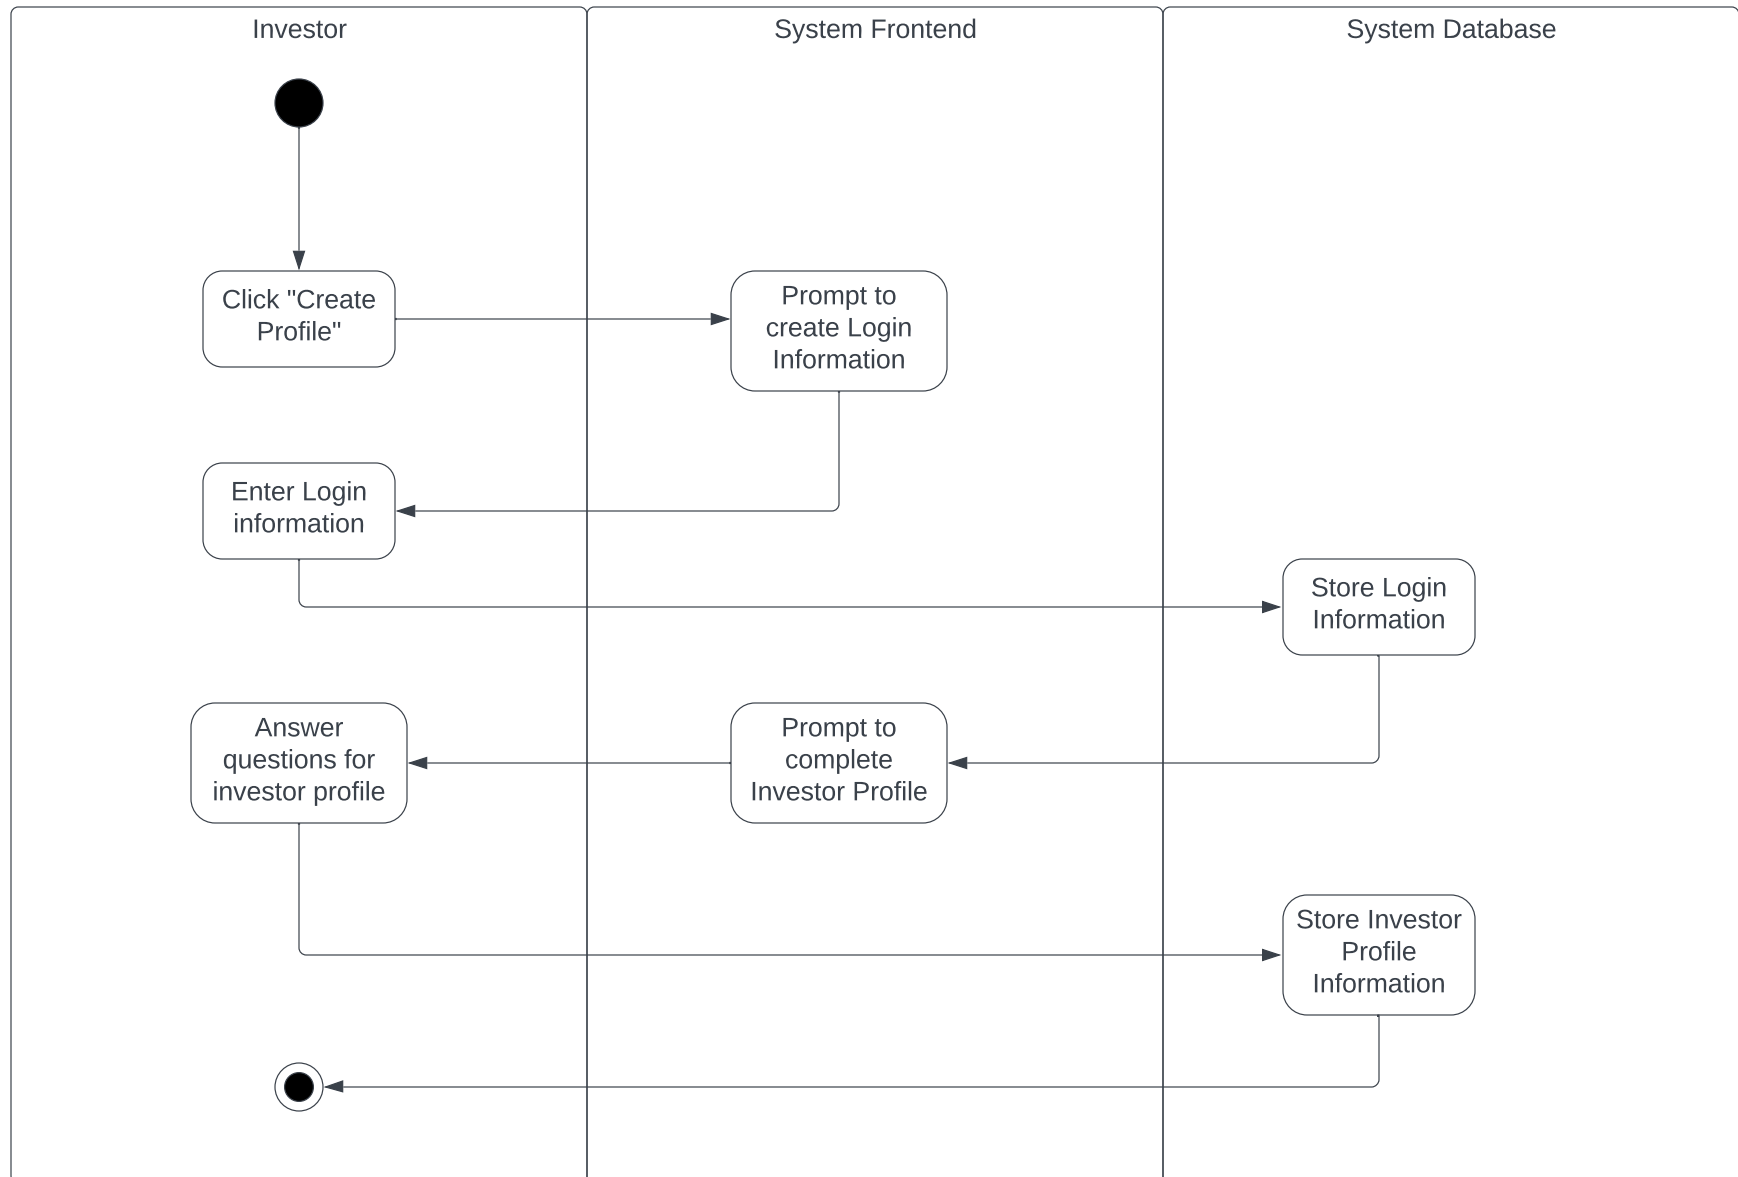 Investor
System Frontend
System Database
Click "Create
Profile"
Prompt to
create Login
Information
Enter Login
information
Store Login
Information
Answer
questions for
investor profile
Prompt to
complete
Investor Profile
Store Investor
Profile
Information